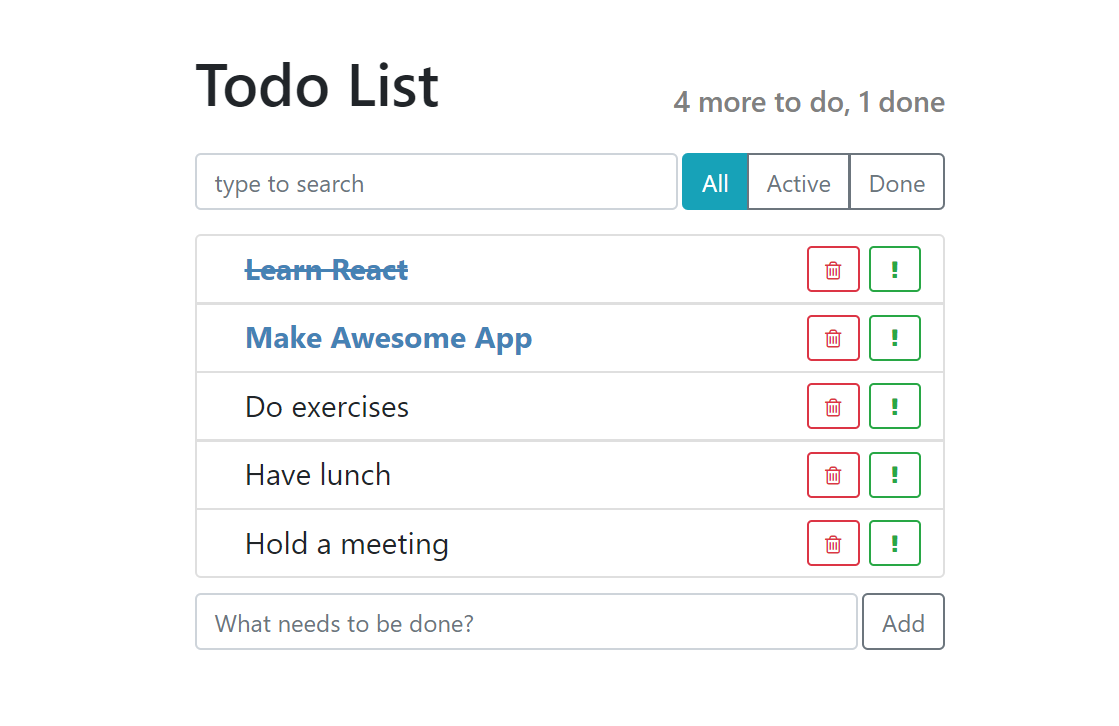 Todo List
4 more to do, 1 done
type to search
All
Active
Done
Learn React
!
Make Awesome App
!
Do exercises
!
Have lunch
!
Hold a meeting
!
What needs to be done?
Add